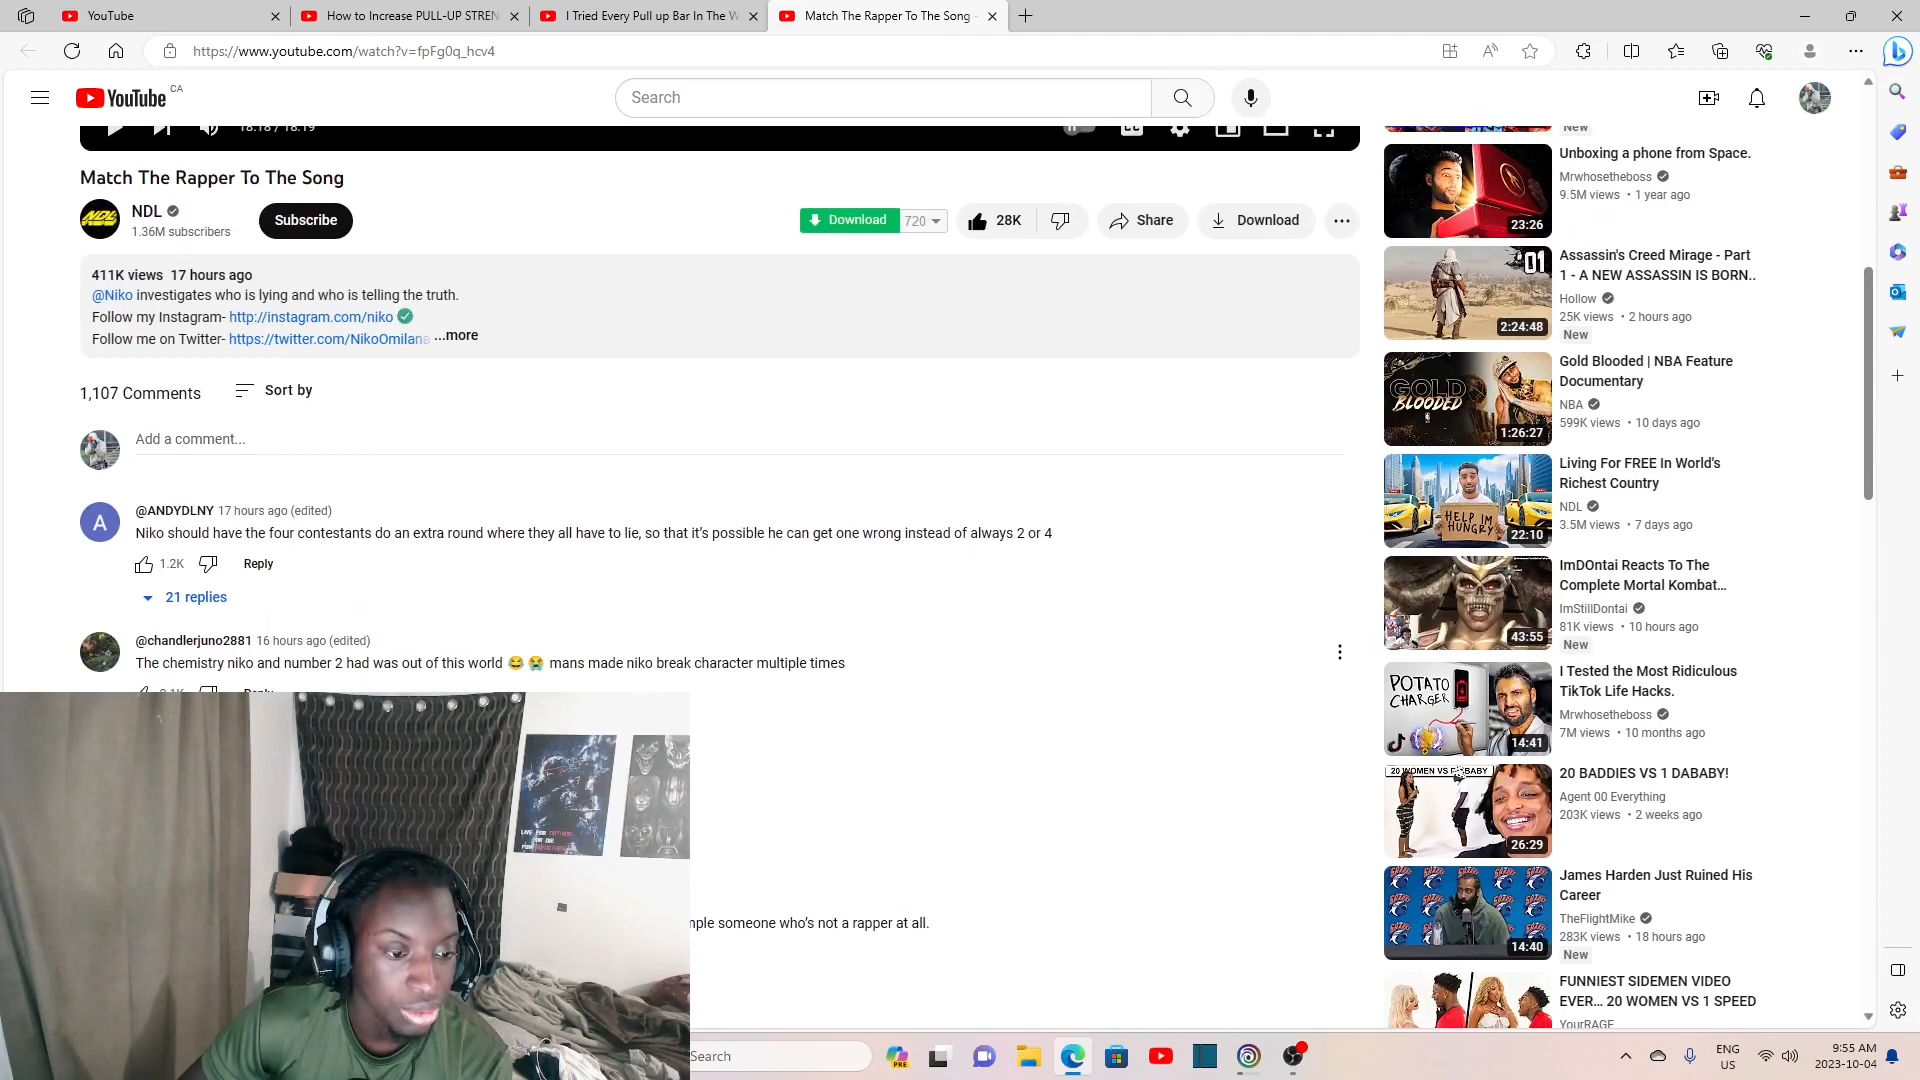 YouTube
How to Increase PULL-UP STREN
I Tried Every Pull up Bar In The W
Match The Rapper To The Song
https://www.youtube.com/watch?v=fpFg0q_hcv4
YouTube CA
Search
18:18 / 18:19
Match The Rapper To The Song
NDL
1.36M subscribers
Subscribe
Download 720
28K
Share
Download
411K views 17 hours ago
@Niko investigates who is lying and who is telling the truth.
Follow my Instagram- http://instagram.com/niko
Follow me on Twitter- https://twitter.com/NikoOmilana ...more
1,107 Comments
Sort by
Add a comment...
A
@ANDYDLNY 17 hours ago (edited)
Niko should have the four contestants do an extra round where they all have to lie, so that it’s possible he can get one wrong instead of always 2 or 4
1.2K Reply
21 replies
@chandlerjuno2881 16 hours ago (edited)
The chemistry niko and number 2 had was out of this world 😂 😭 mans made niko break character multiple times
mple someone who’s not a rapper at all.
New
Unboxing a phone from Space.
Mrwhosetheboss
9.5M views • 1 year ago
23:26
01
Assassin's Creed Mirage - Part
1 - A NEW ASSASSIN IS BORN..
Hollow
25K views • 2 hours ago
New
2:24:48
GOLD
BLOODED
Gold Blooded | NBA Feature
Documentary
NBA
599K views • 10 days ago
1:26:27
HELP IM
HUNGRY
Living For FREE In World's
Richest Country
NDL
3.5M views • 7 days ago
22:10
ImDOntai Reacts To The
Complete Mortal Kombat...
ImStillDontai
81K views • 10 hours ago
New
43:55
POTATO
CHARGER
I Tested the Most Ridiculous
TikTok Life Hacks.
Mrwhosetheboss
7M views • 10 months ago
14:41
20 BADDIES VS 1 DABABY!
Agent 00 Everything
203K views • 2 weeks ago
26:29
James Harden Just Ruined His
Career
TheFlightMike
283K views • 18 hours ago
New
14:40
FUNNIEST SIDEMEN VIDEO
EVER... 20 WOMEN VS 1 SPEED
YourRAGE
Search
PRE
ENG
US
9:55 AM
2023-10-04